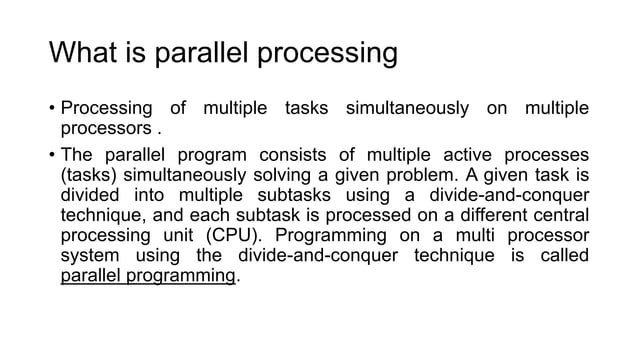 What is parallel processing
• Processing of multiple tasks simultaneously on multiple
processors .
• The parallel program consists of multiple active processes
(tasks) simultaneously solving a given problem. A given task is
divided into multiple subtasks using a divide-and-conquer
technique, and each subtask is processed on a different central
processing unit (CPU). Programming on a multi processor
system using the divide-and-conquer technique is called
parallel programming.